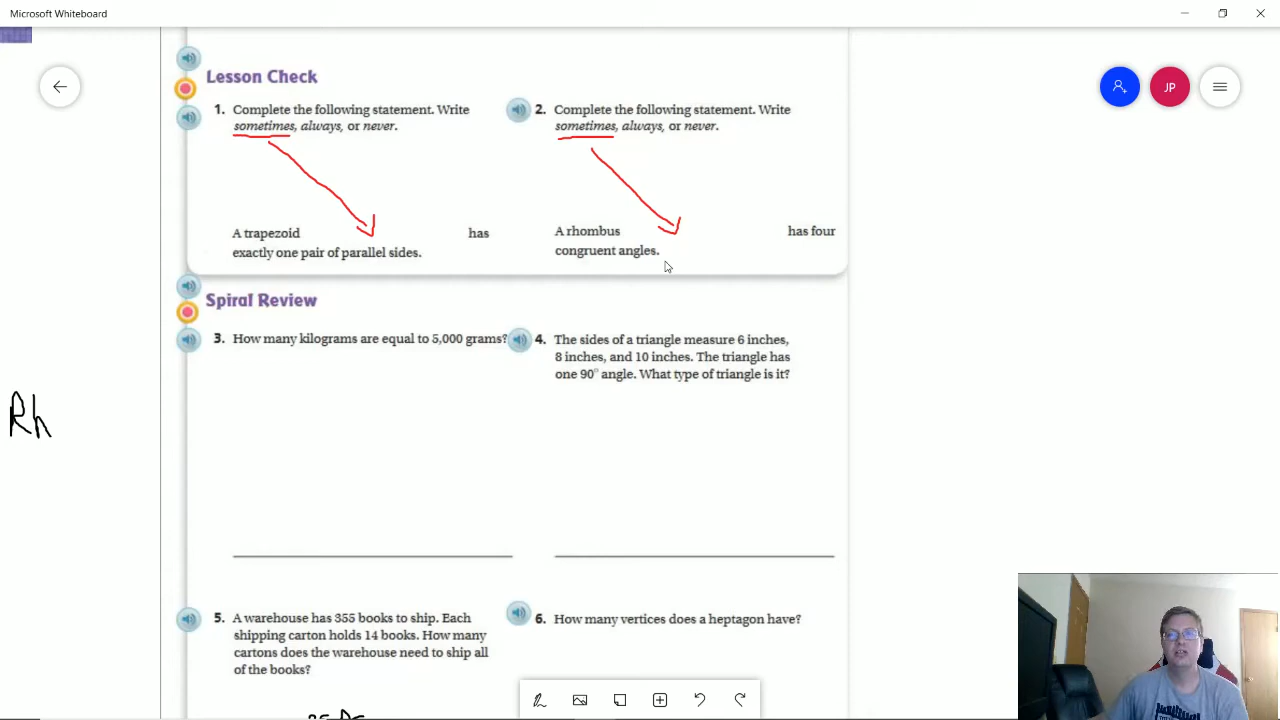 Microsoft Whiteboard
JP
Lesson Check
1. Complete the following statement. Write
sometimes, always, or never.
A trapezoid has
exactly one pair of parallel sides.
2. Complete the following statement. Write
sometimes, always, or never.
A rhombus has four
congruent angles.
Spiral Review
3. How many kilograms are equal to 5,000 grams?
4. The sides of a triangle measure 6 inches,
8 inches, and 10 inches. The triangle has
one 90° angle. What type of triangle is it?
Rh
5. A warehouse has 355 books to ship. Each
shipping carton holds 14 books. How many
cartons does the warehouse need to ship all
of the books?
6. How many vertices does a heptagon have?